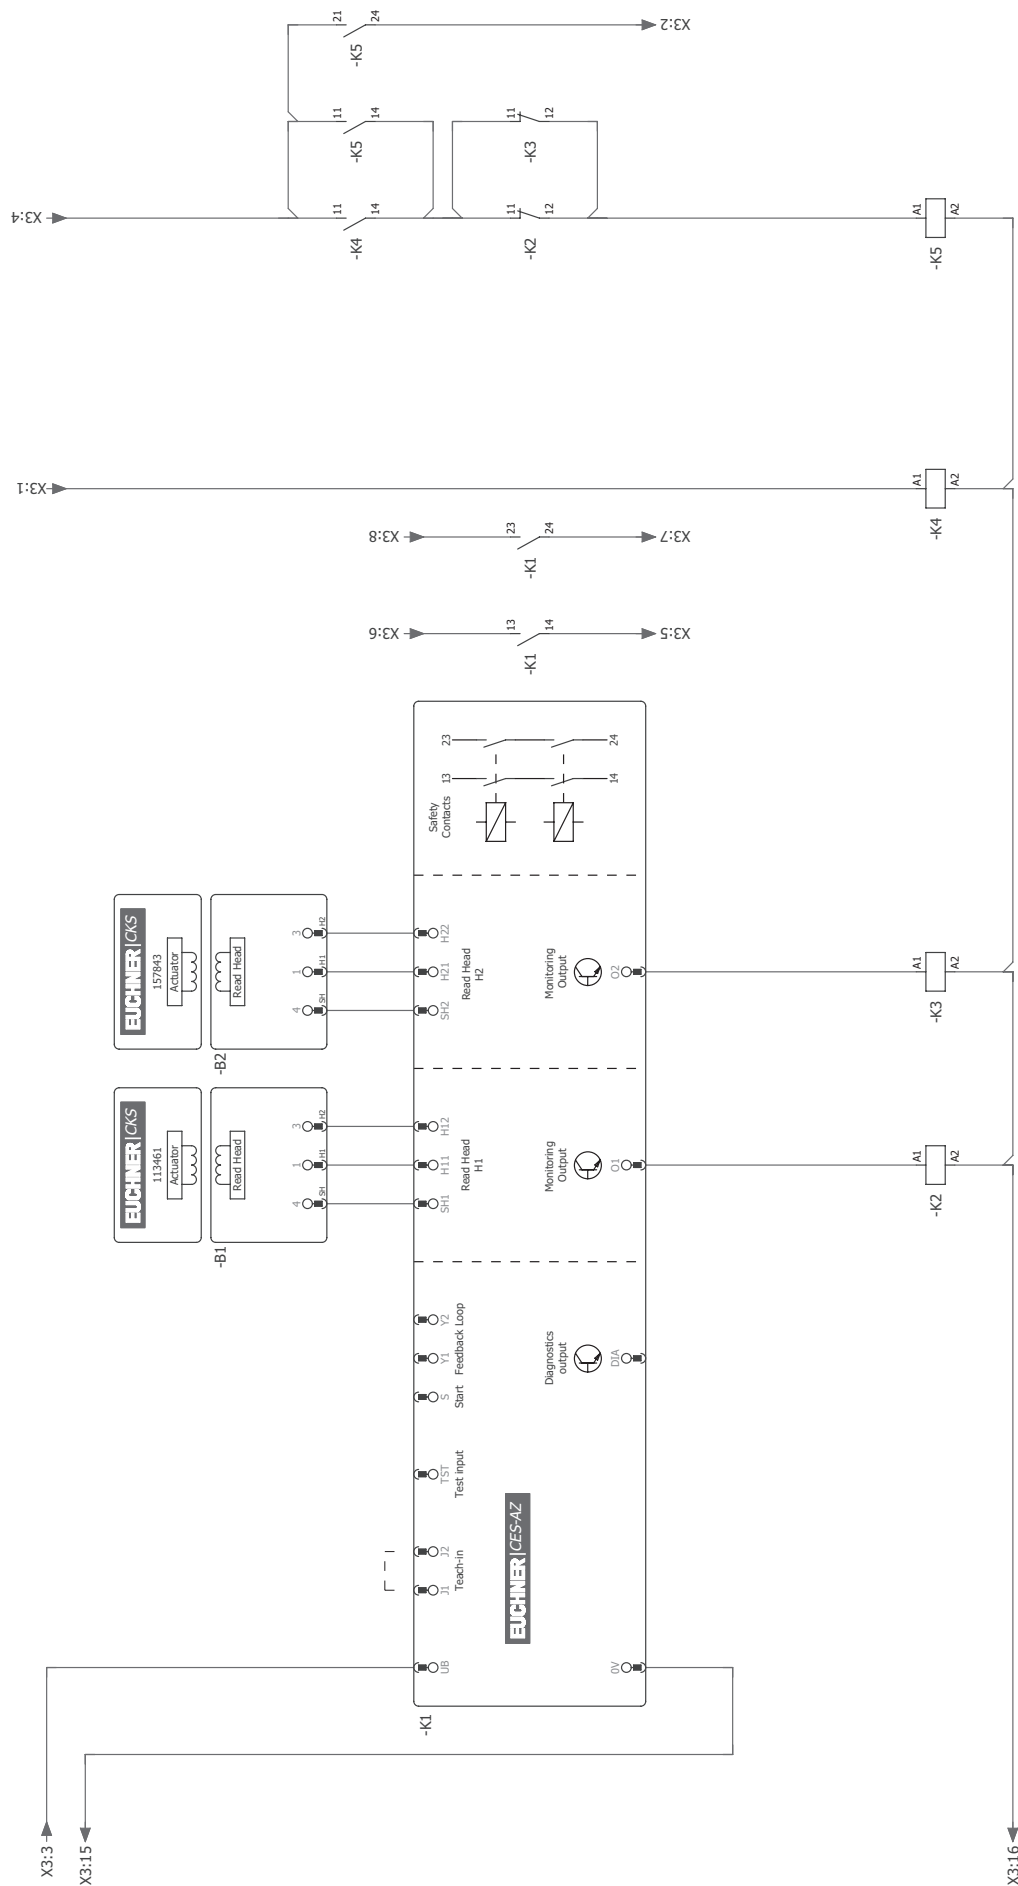 21
24
X3:2
-K5
11
14
-K5
11
12
-K3
X3:4
11
14
-K4
11
12
-K2
A1
A2
-K5
X3:1
A1
A2
-K4
X3:8
23
24
X3:7
-K1
X3:6
13
14
X3:5
-K1
23
24
13
14
Safety
Contacts
EUCHNER|CKS
157843
Actuator
Read Head
-B2
3
H2
1
H1
4
SH
H22
H21
SH2
Read Head
H2
Monitoring
Output
O2
A1
A2
-K3
EUCHNER|CKS
113461
Actuator
Read Head
-B1
3
H2
1
H1
4
SH
H12
H11
SH1
Read Head
H1
Monitoring
Output
O1
A1
A2
-K2
Y2
Y1
Feedback Loop
S
Start
TST
Test input
J2
J1
Teach-in
UB
Diagnostics
output
DIA
EUCHNER|CES-AZ
0V
-K1
X3:3
X3:15
X3:16